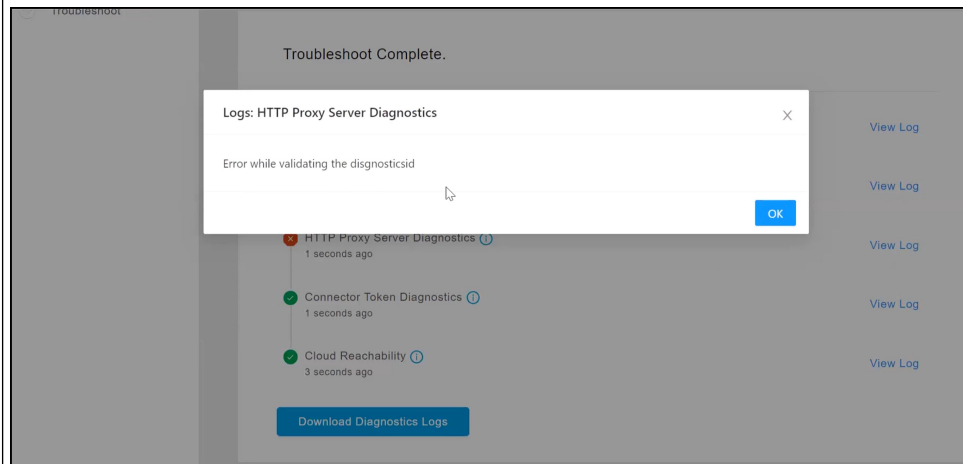 Troubleshoot
Troubleshoot Complete.
Logs: HTTP Proxy Server Diagnostics
View Log
Error while validating the disgnosticsid
View Log
OK
HTTP Proxy Server Diagnostics
View Log
1 seconds ago
Connector Token Diagnostics
View Log
1 seconds ago
Cloud Reachability
View Log
3 seconds ago
Download Diagnostics Logs